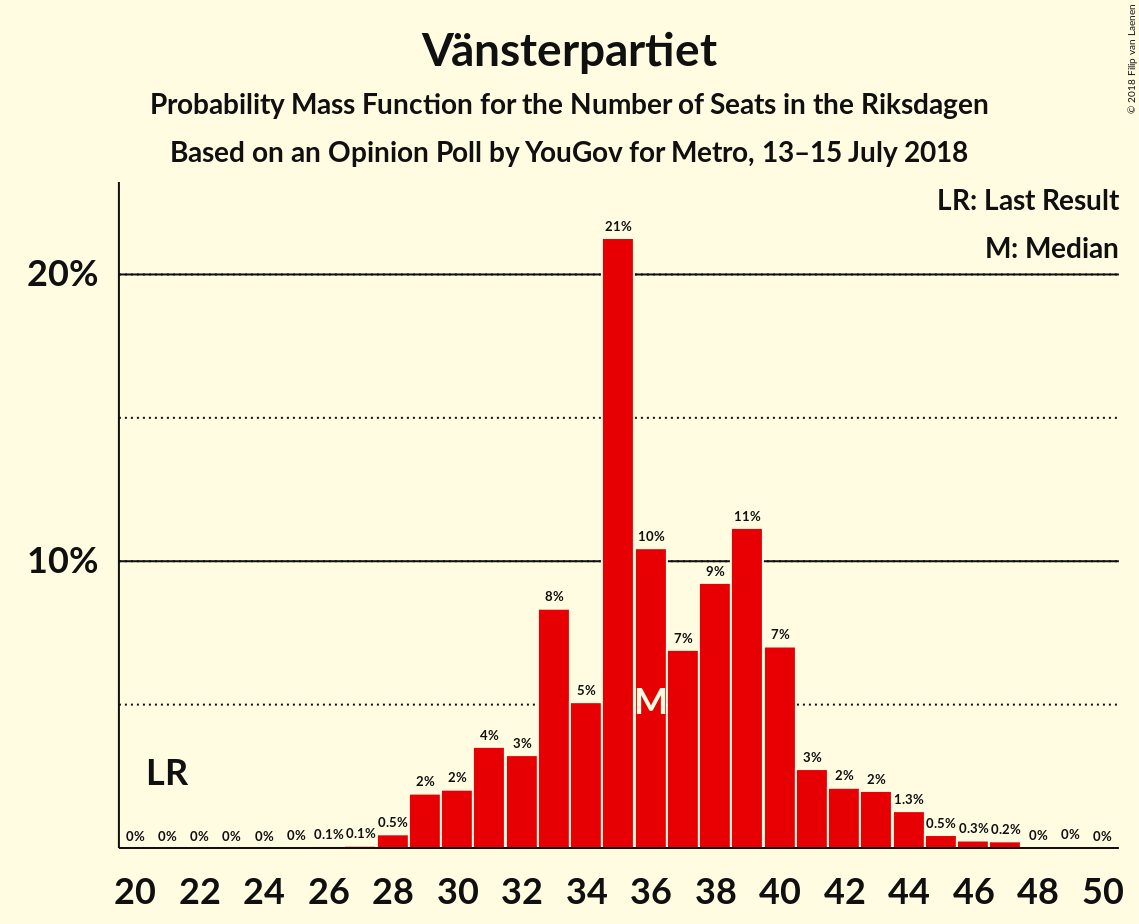 Vänsterpartiet
Probability Mass Function for the Number of Seats in the Riksdagen
Based on an Opinion Poll by YouGov for Metro, 13–15 July 2018
© 2018 Filip van Laenen
LR: Last Result
M: Median
20%
10%
0% 0% 0% 0% 0% 0% 0.1% 0.1% 0.5% 2% 2% 4% 3% 8% 5% 21% 10% 7% 9% 11% 7% 3% 2% 2% 1.3% 0.5% 0.3% 0.2% 0% 0% 0%
LR
M
20 22 24 26 28 30 32 34 36 38 40 42 44 46 48 50